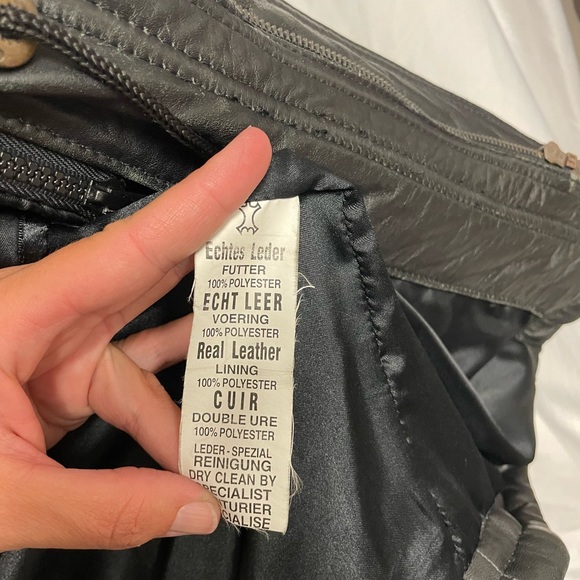 Echtes Leder
FUTTER
100% POLYESTER
ECHT LEER
VOERING
100% POLYESTER
Real Leather
LINING
100% POLYESTER
CUIR
DOUBLE URE
100% POLYESTER
LEDER-SPEZIAL
REINIGUNG
DRY CLEAN BY
SPECIALIST